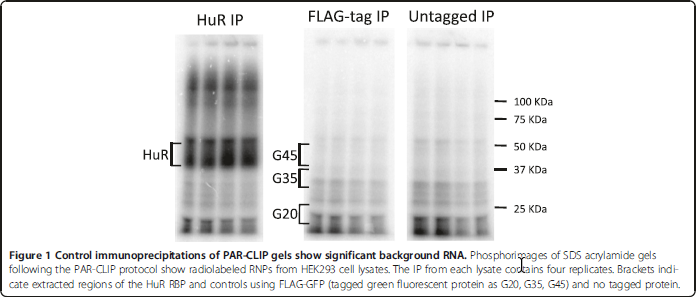 HuR IP
FLAG-tag IP
Untagged IP
100 KDa
75 KDa
HuR
G45
50 KDa
G35
37 KDa
G20
25 KDa
Figure 1 Control immunoprecipitations of PAR-CLIP gels show significant background RNA. Phosphorimages of SDS acrylamide gels
following the PAR-CLIP protocol show radiolabeled RNPs from HEK293 cell lysates. The IP from each lysate contains four replicates. Brackets indi-
cate extracted regions of the HuR RBP and controls using FLAG-GFP (tagged green fluorescent protein as G20, G35, G45) and no tagged protein.